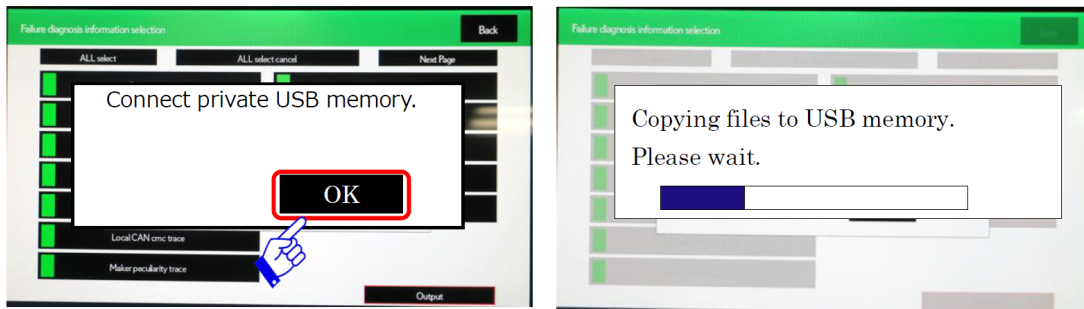 Failure diagnosis information selection
Back
ALL select
ALL select cancel
Next Page
Connect private USB memory.
OK
Local CAN cmc trace
Maker peculiarity trace
Output
Failure diagnosis information selection
Copying files to USB memory.
Please wait.